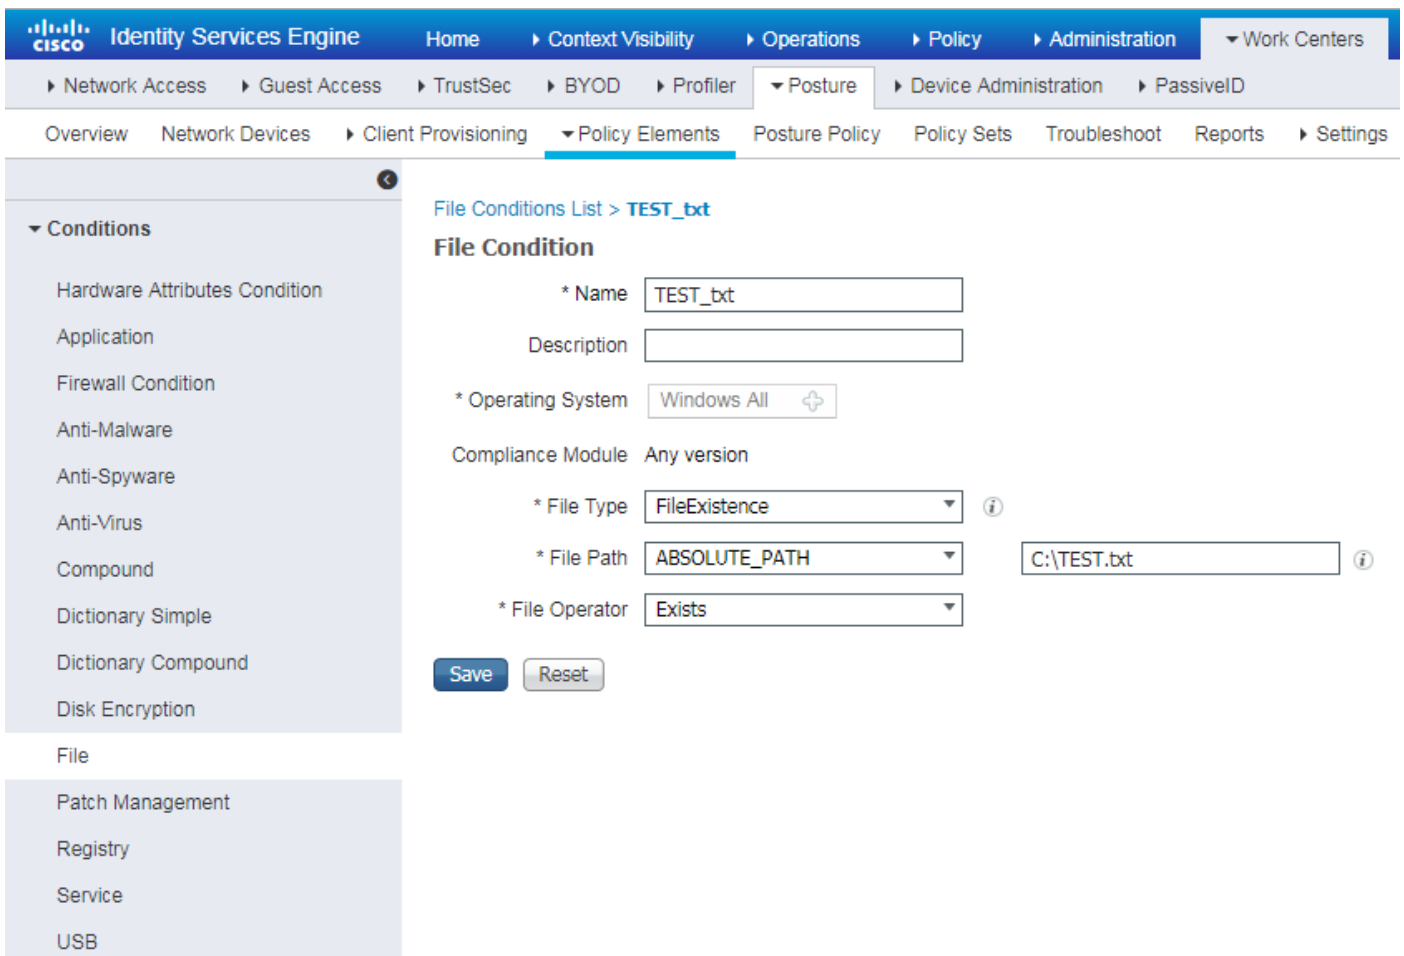 CISCO Identity Services Engine Home Context Visibility Operations Policy Administration Work Centers
Network Access Guest Access TrustSec BYOD Profiler Posture Device Administration PassiveID
Overview Network Devices Client Provisioning Policy Elements Posture Policy Policy Sets Troubleshoot Reports Settings
Conditions
Hardware Attributes Condition
Application
Firewall Condition
Anti-Malware
Anti-Spyware
Anti-Virus
Compound
Dictionary Simple
Dictionary Compound
Disk Encryption
File
Patch Management
Registry
Service
USB
File Conditions List > TEST_txt
File Condition
* Name TEST_txt
Description
* Operating System Windows All
Compliance Module Any version
* File Type FileExistence
* File Path ABSOLUTE_PATH C:\TEST.txt
* File Operator Exists
Save Reset